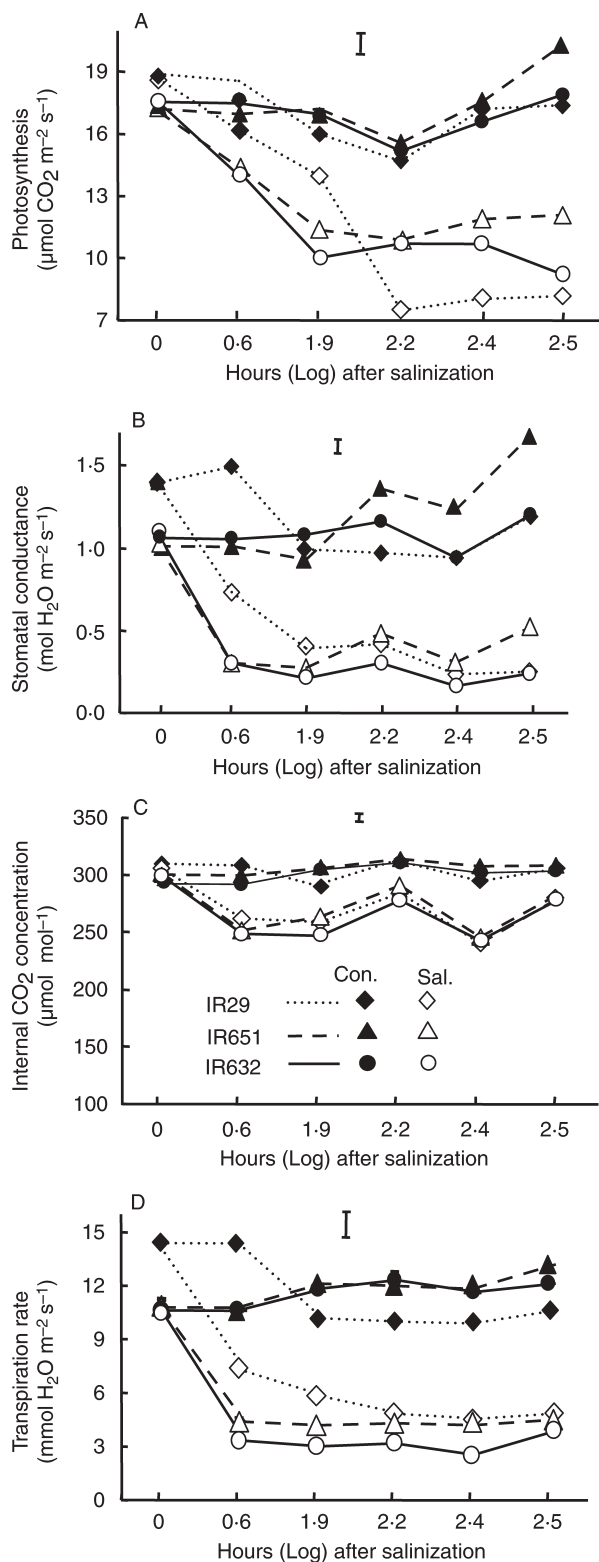 A
Photosynthesis
(µmol CO2 m–2 s–1)
19
16
13
10
7
0 0·6 1·9 2·2 2·4 2·5
Hours (Log) after salinization
B
Stomatal conductance
(mol H2O m–2 s–1)
1·5
1·0
0·5
0·0
0 0·6 1·9 2·2 2·4 2·5
Hours (Log) after salinization
C
Internal CO2 concentration
(µmol mol–1)
350
300
250
200
150
100
Con. Sal.
IR29
IR651
IR632
0 0·6 1·9 2·2 2·4 2·5
Hours (Log) after salinization
D
Transpiration rate
(mmol H2O m–2 s–1)
15
12
9
6
3
0
0 0·6 1·9 2·2 2·4 2·5
Hours (Log) after salinization